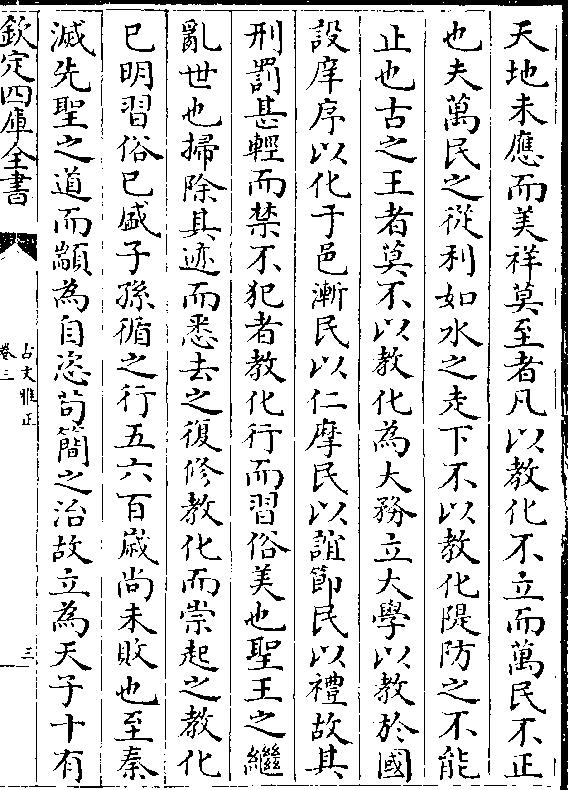 天地未應而美祥莫至者凡以教化不立而萬民不正
也夫萬民之從利如水之走下不以教化隄防之不能
止也古之王者莫不以教化為大務立大學以教於國
設庠序以化于邑漸民以仁摩民以誼節民以禮故其
刑罰甚輕而禁不犯者教化行而習俗美也聖王之繼
亂世也掃除其迹而悉去之復修教化而崇起之教化
已明習俗已成子孫循之行五六百歲尚未敗也至秦
滅先聖之道而顓為自恣苟簡之治故立為天子十有
欽定四庫全書
古文雅正
卷三
三